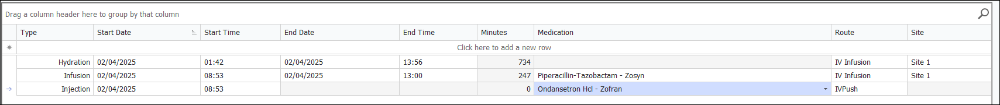 Drag a column header here to group by that column
Type Start Date Start Time End Date End Time Minutes Medication Route Site
Click here to add a new row
Hydration 02/04/2025 01:42 02/04/2025 13:56 734 IV Infusion Site 1
Infusion 02/04/2025 08:53 02/04/2025 13:00 247 Piperacillin-Tazobactam - Zosyn IV Infusion Site 1
Injection 02/04/2025 08:53 0 Ondansetron Hcl - Zofran IVPush